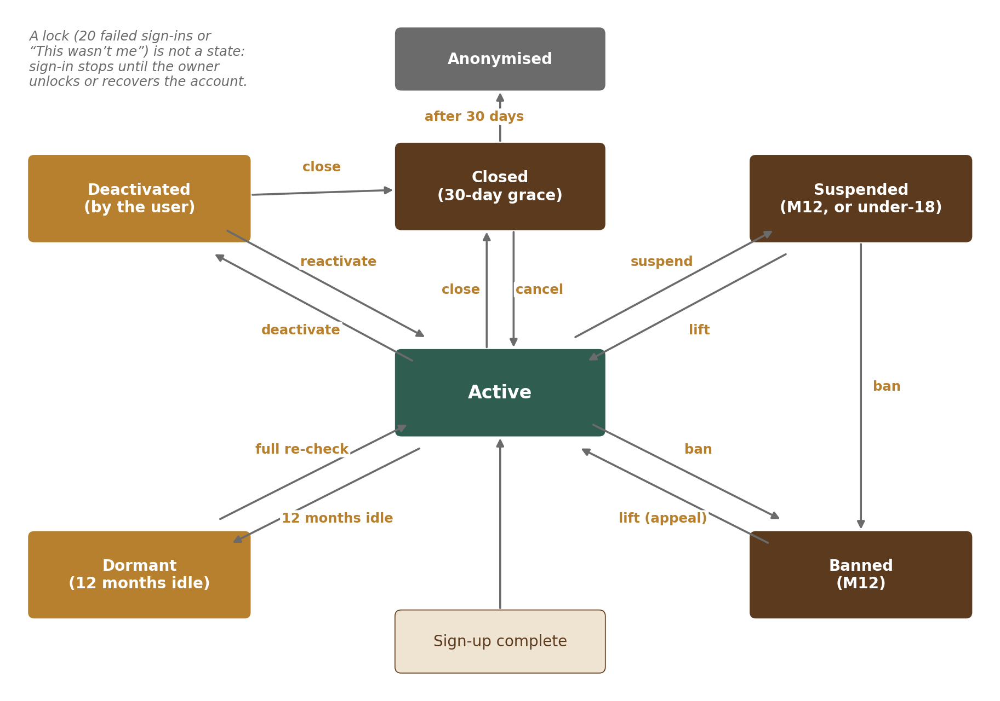 A lock (20 failed sign-ins or
“This wasn’t me”) is not a state:
sign-in stops until the owner
unlocks or recovers the account.
Anonymised
after 30 days
Deactivated
(by the user)
close
Closed
(30-day grace)
Suspended
(M12, or under-18)
reactivate
suspend
close
cancel
deactivate
lift
Active
ban
full re-check
ban
12 months idle
lift (appeal)
Dormant
(12 months idle)
Banned
(M12)
Sign-up complete